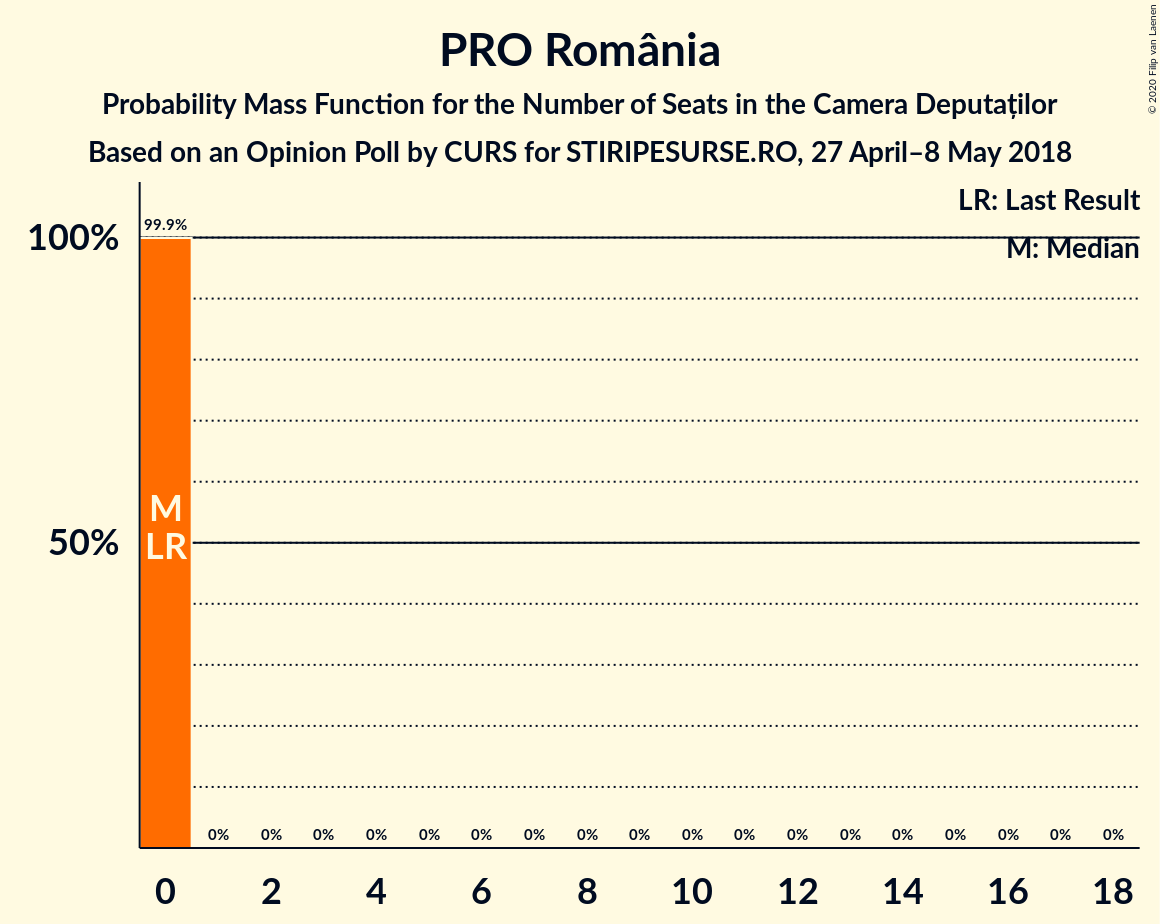 PRO România
Probability Mass Function for the Number of Seats in the Camera Deputaților
Based on an Opinion Poll by CURS for STIRIPESURSE.RO, 27 April–8 May 2018
© 2020 Filip van Laenen
LR: Last Result
M: Median
99.9%
100%
M
LR
50%
0% 0% 0% 0% 0% 0% 0% 0% 0% 0% 0% 0% 0% 0% 0% 0% 0% 0%
0 2 4 6 8 10 12 14 16 18